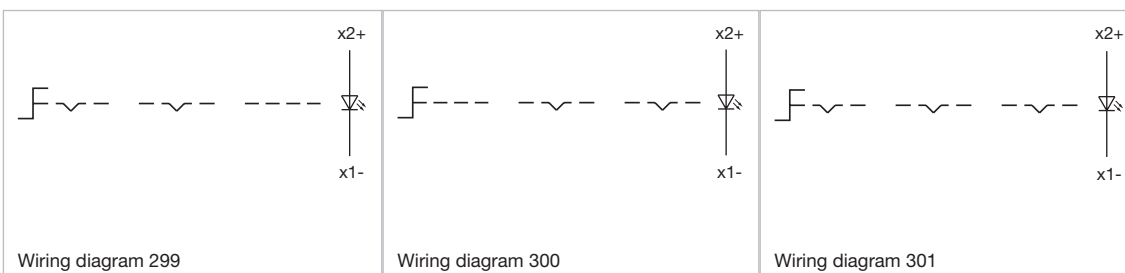 x2+ x2+ x2+
x1- x1- x1-
Wiring diagram 299 Wiring diagram 300 Wiring diagram 301